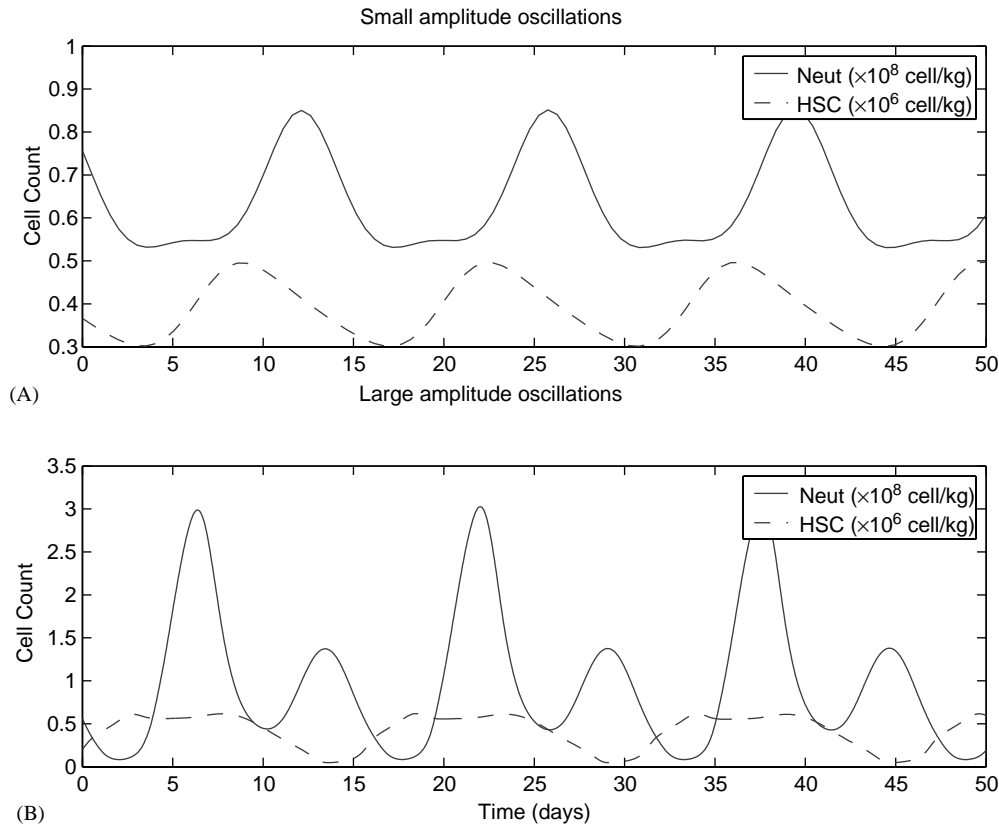 Small amplitude oscillations
1
0.9
0.8
0.7
0.6
0.5
0.4
0.3
Cell Count
Neut (×10⁸ cell/kg)
HSC (×10⁶ cell/kg)
0 5 10 15 20 25 30 35 40 45 50
(A)
Large amplitude oscillations
3.5
3
2.5
2
1.5
1
0.5
0
Cell Count
Neut (×10⁸ cell/kg)
HSC (×10⁶ cell/kg)
0 5 10 15 20 25 30 35 40 45 50
(B)
Time (days)